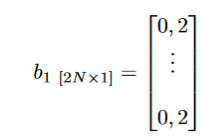 0, 2
b₁ [2N×1] = ⋮
0, 2